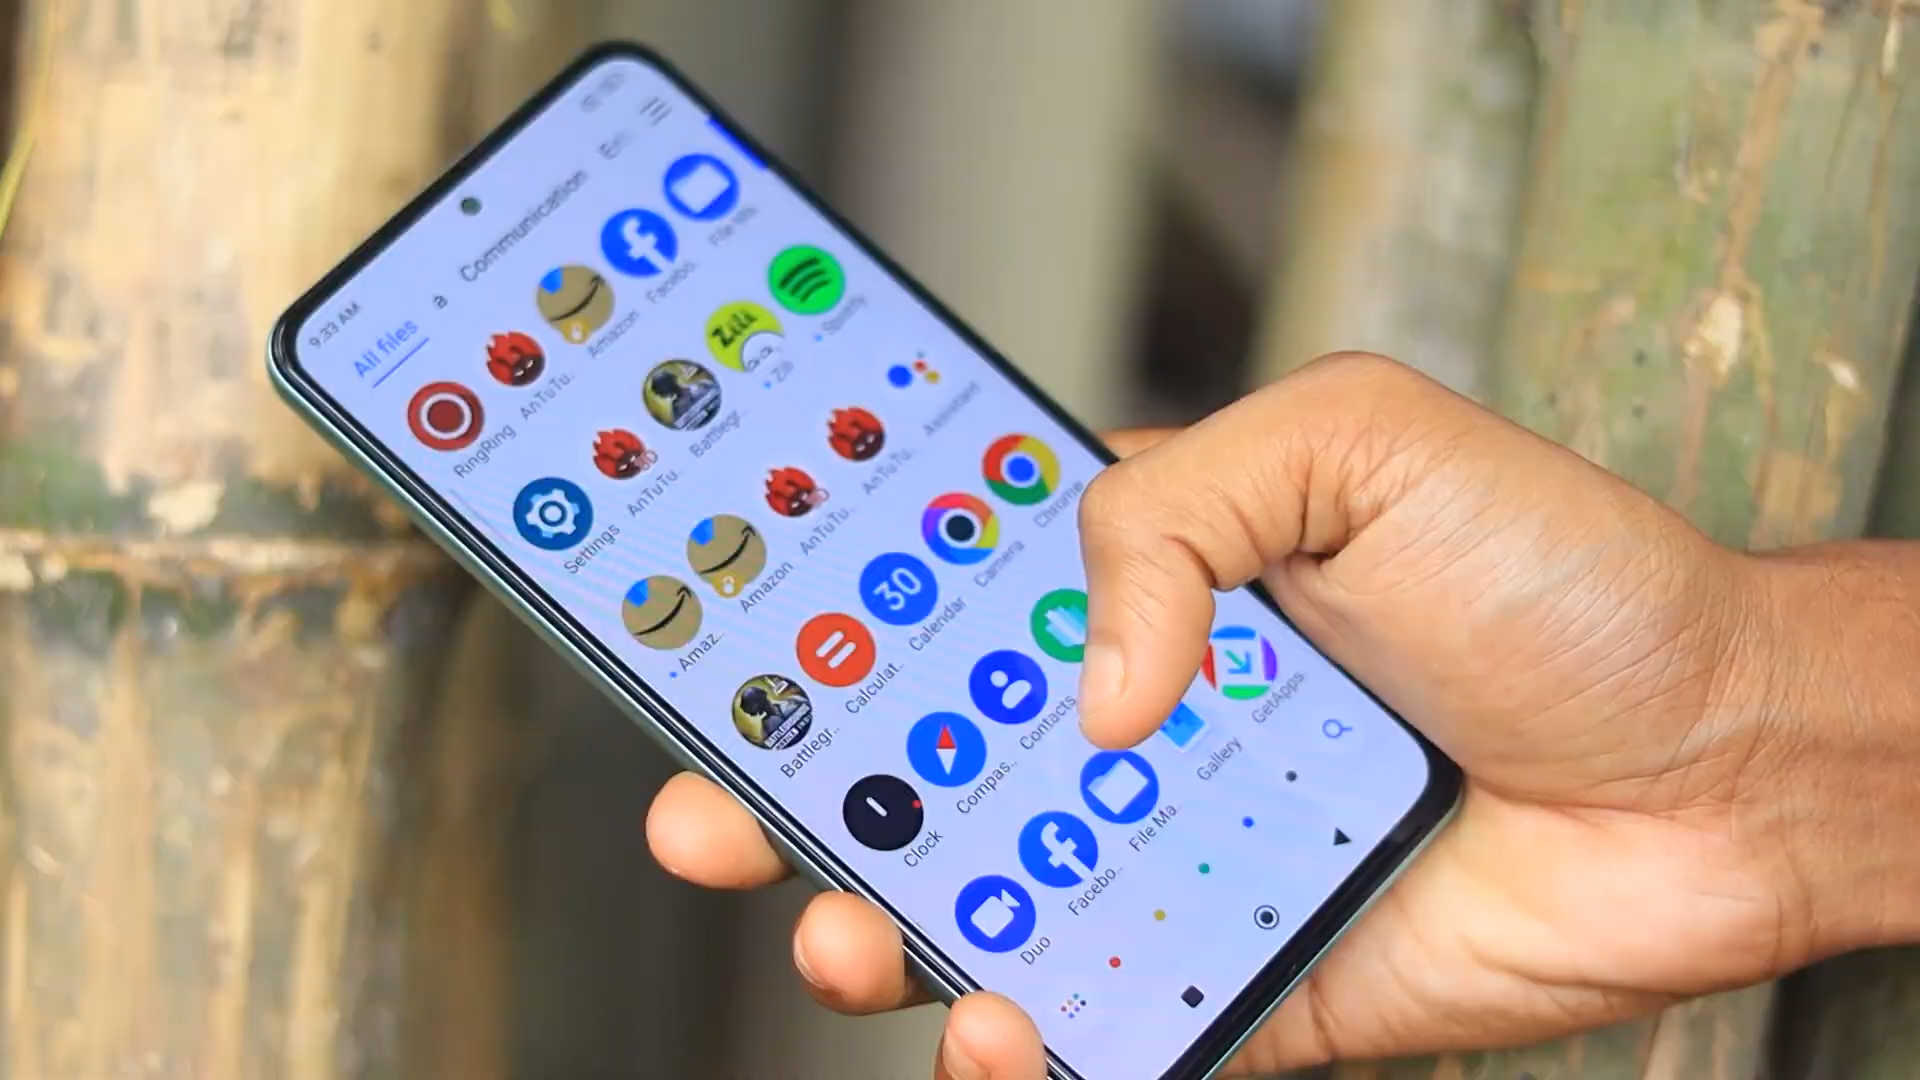 9:33 AM
All files a Communication
RingRing AnTuTu.. Amazon Facebo..
Settings AnTuTu.. Battlegr.. Zili Spotify
Amaz.. Amazon AnTuTu.. AnTuTu.. Assistant
Battlegr.. Calculat.. Calendar Camera Chrome
Clock Compas.. Contacts
Duo Facebo.. File Ma.. Gallery GetApps
Zili
30